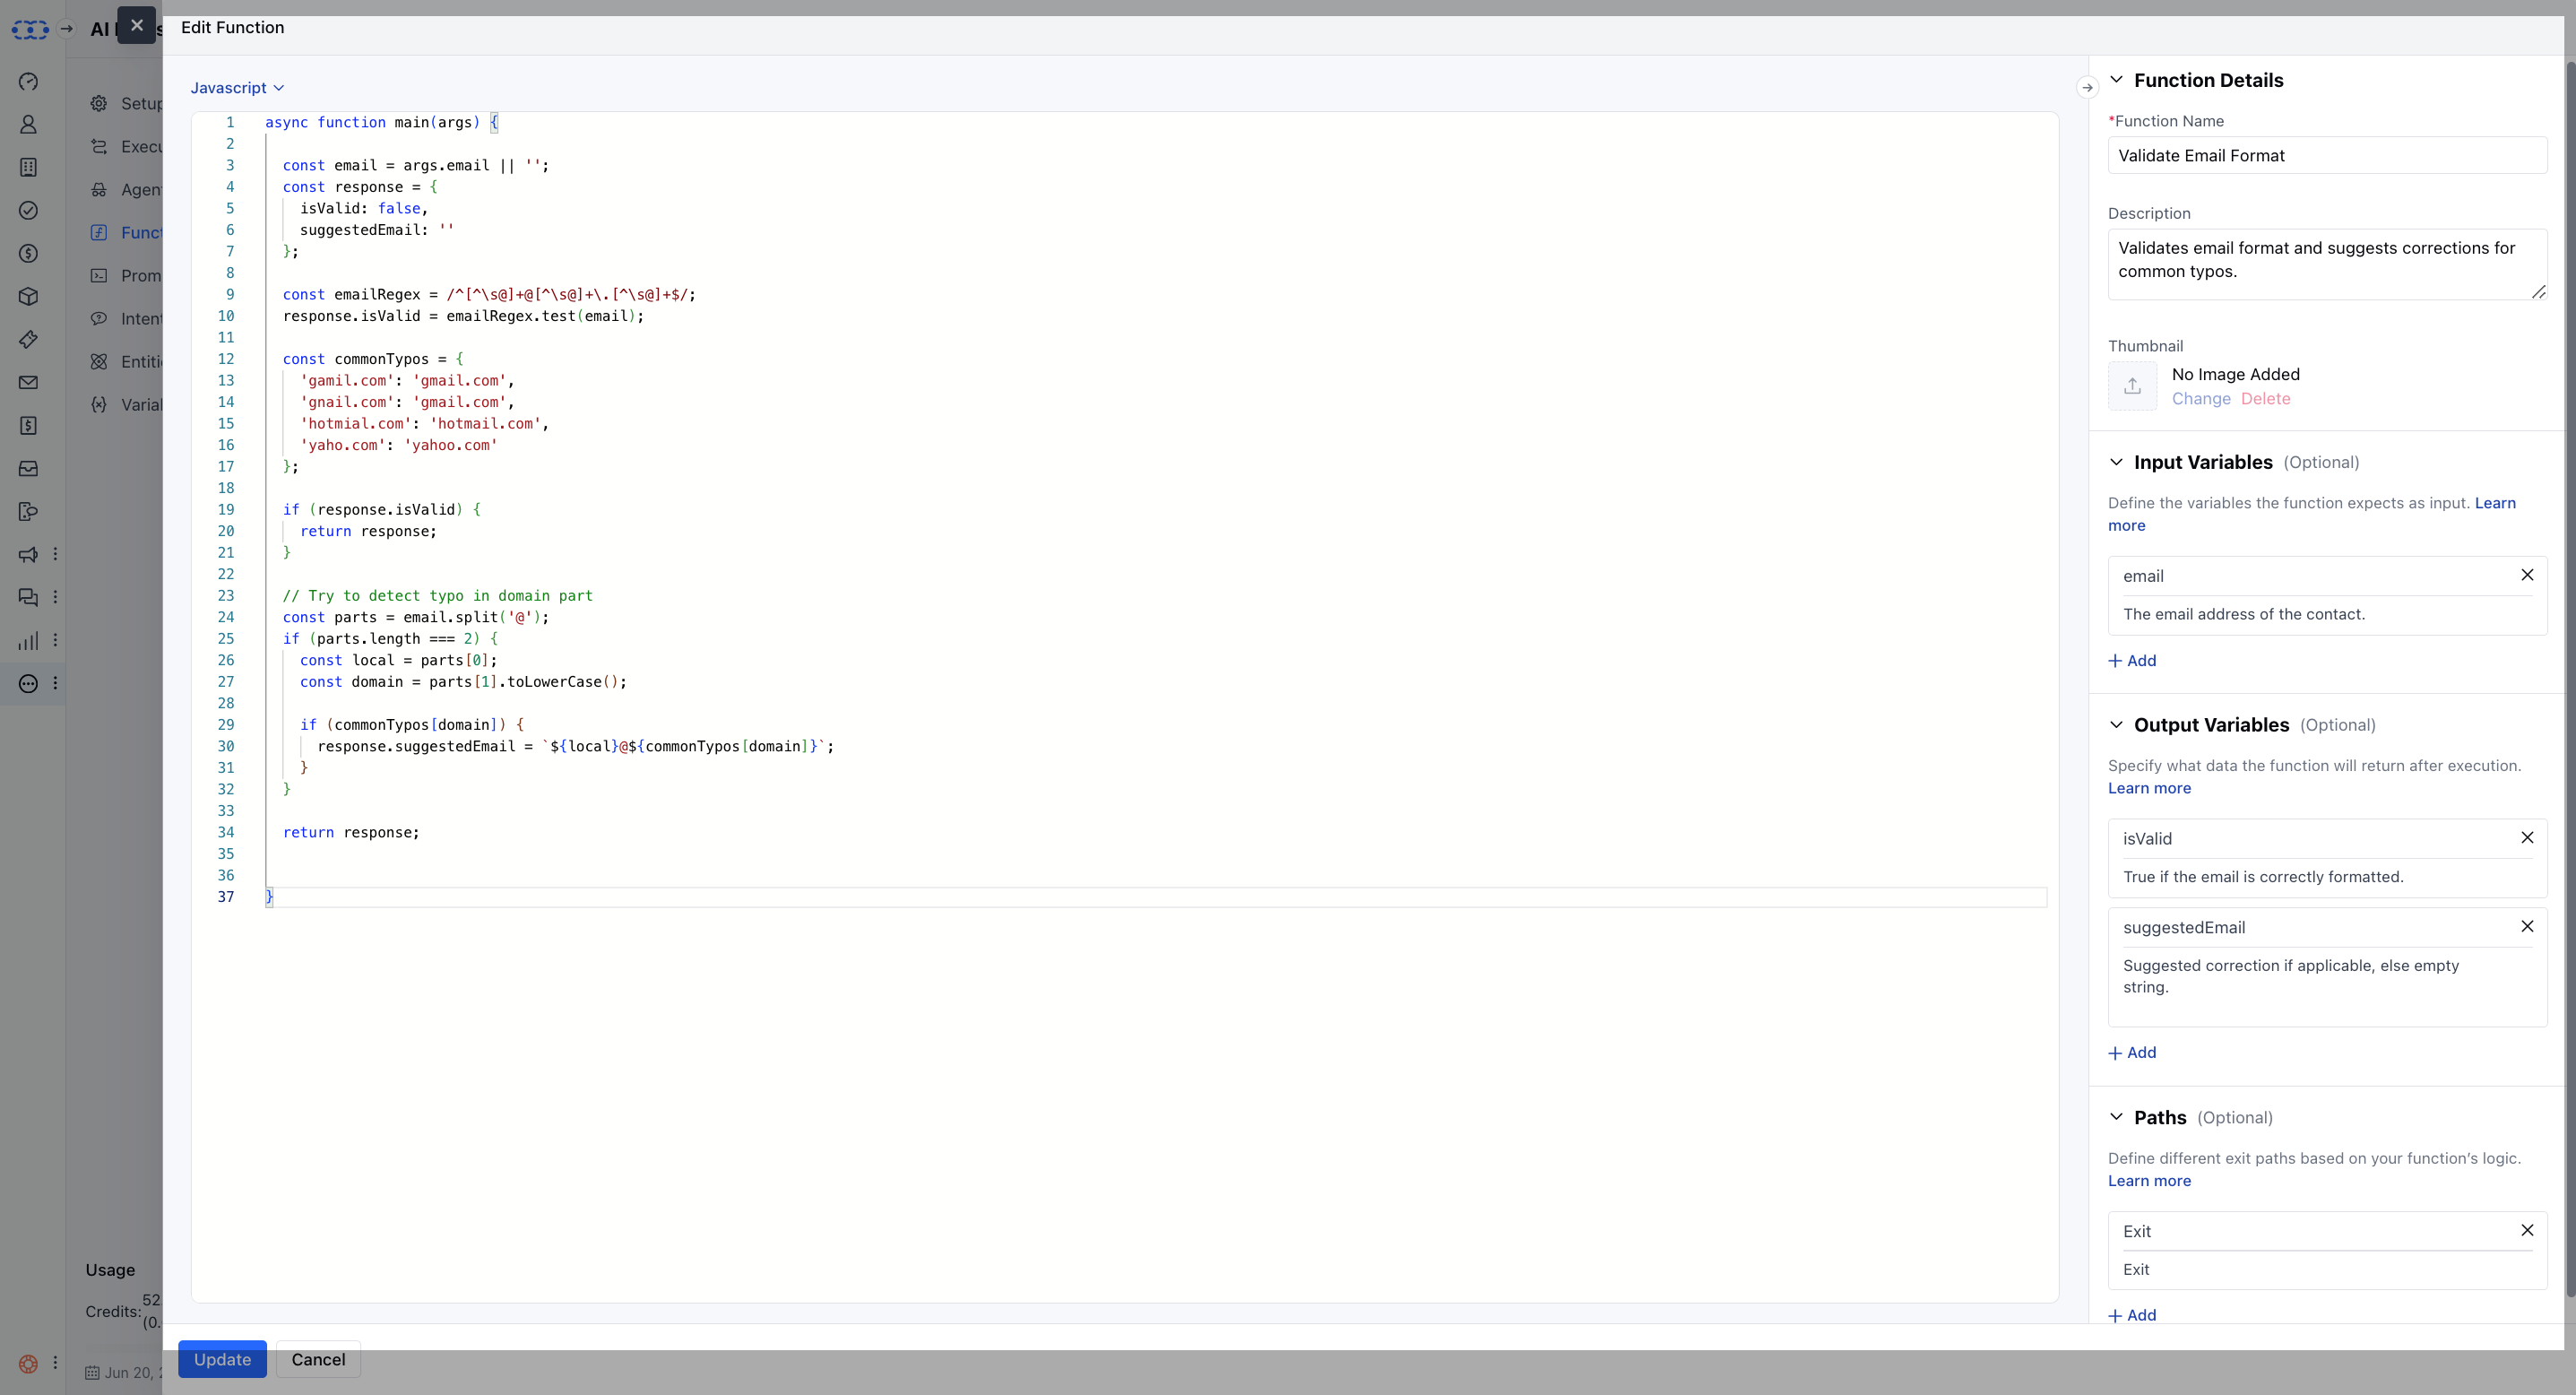 AI
Edit Function
Setup
Execu
Agen
Funct
Prom
Intent
Entiti
Varial
Usage
Credits:
52
(0.
Jun 20, 2
Javascript
1 async function main(args) {
2
3 const email = args.email || '';
4 const response = {
5 isValid: false,
6 suggestedEmail: ''
7 };
8
9 const emailRegex = /^[^\s@]+@[^\s@]+\.[^\s@]+$/;
10 response.isValid = emailRegex.test(email);
11
12 const commonTypos = {
13 'gamil.com': 'gmail.com',
14 'gnail.com': 'gmail.com',
15 'hotmial.com': 'hotmail.com',
16 'yaho.com': 'yahoo.com'
17 };
18
19 if (response.isValid) {
20 return response;
21 }
22
23 // Try to detect typo in domain part
24 const parts = email.split('@');
25 if (parts.length === 2) {
26 const local = parts[0];
27 const domain = parts[1].toLowerCase();
28
29 if (commonTypos[domain]) {
30 response.suggestedEmail = `${local}@${commonTypos[domain]}`;
31 }
32 }
33
34 return response;
35
36
37 }
Update
Cancel
Function Details
*Function Name
Validate Email Format
Description
Validates email format and suggests corrections for
common typos.
Thumbnail
No Image Added
Change Delete
Input Variables (Optional)
Define the variables the function expects as input. Learn
more
email
The email address of the contact.
+ Add
Output Variables (Optional)
Specify what data the function will return after execution.
Learn more
isValid
True if the email is correctly formatted.
suggestedEmail
Suggested correction if applicable, else empty
string.
+ Add
Paths (Optional)
Define different exit paths based on your function's logic.
Learn more
Exit
Exit
+ Add